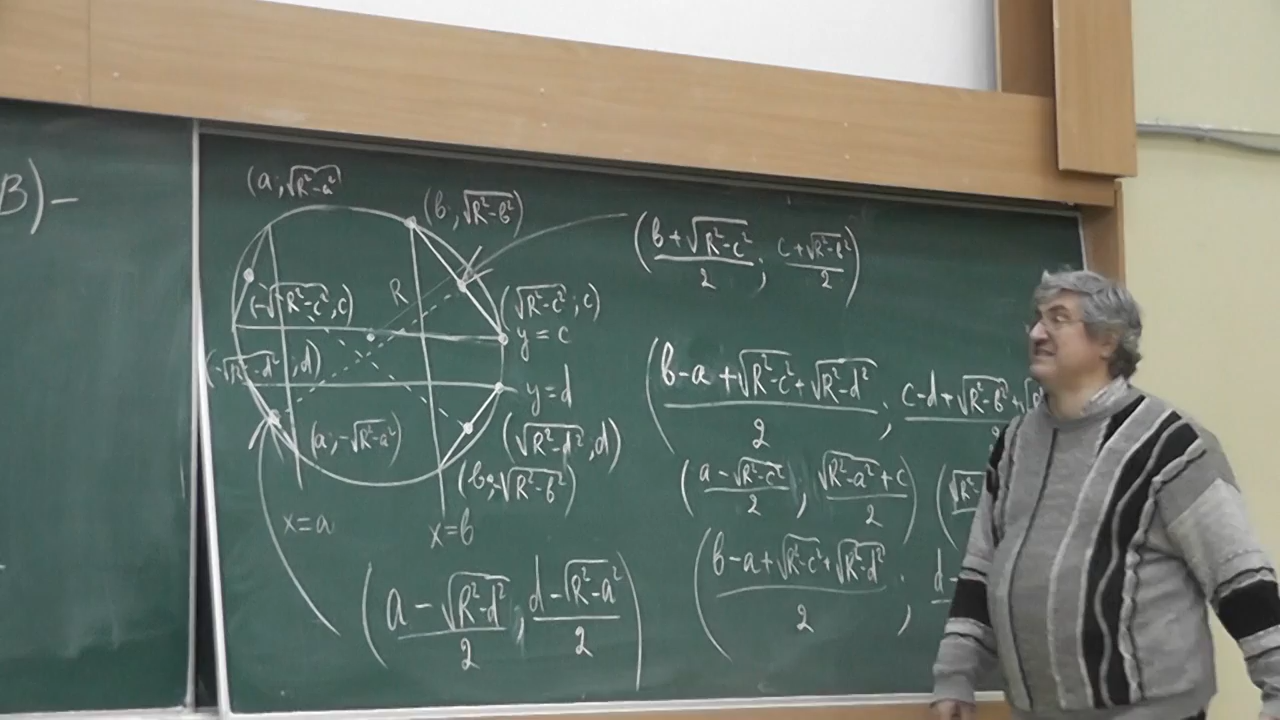 B)-
(a; √R²-a²)
(b; √R²-b²)
((b+√R²-c²)/2; (c+√R²-b²)/2)
R
(-√R²-c²; c)
(√R²-c²; c)
y=c
(-√R²-d²; d)
y=d
((b-a+√R²-c²+√R²-d²)/2; c-d+√R²-b²+√
(a; -√R²-a²)
(√R²-d²; d)
(b; -√R²-b²)
((a-√R²-c²)/2; (√R²-a²+c)/2) (√R²-
x=a
x=b
((b-a+√R²-c²+√R²-d²)/2; d-
((a-√R²-d²)/2; (d-√R²-a²)/2)